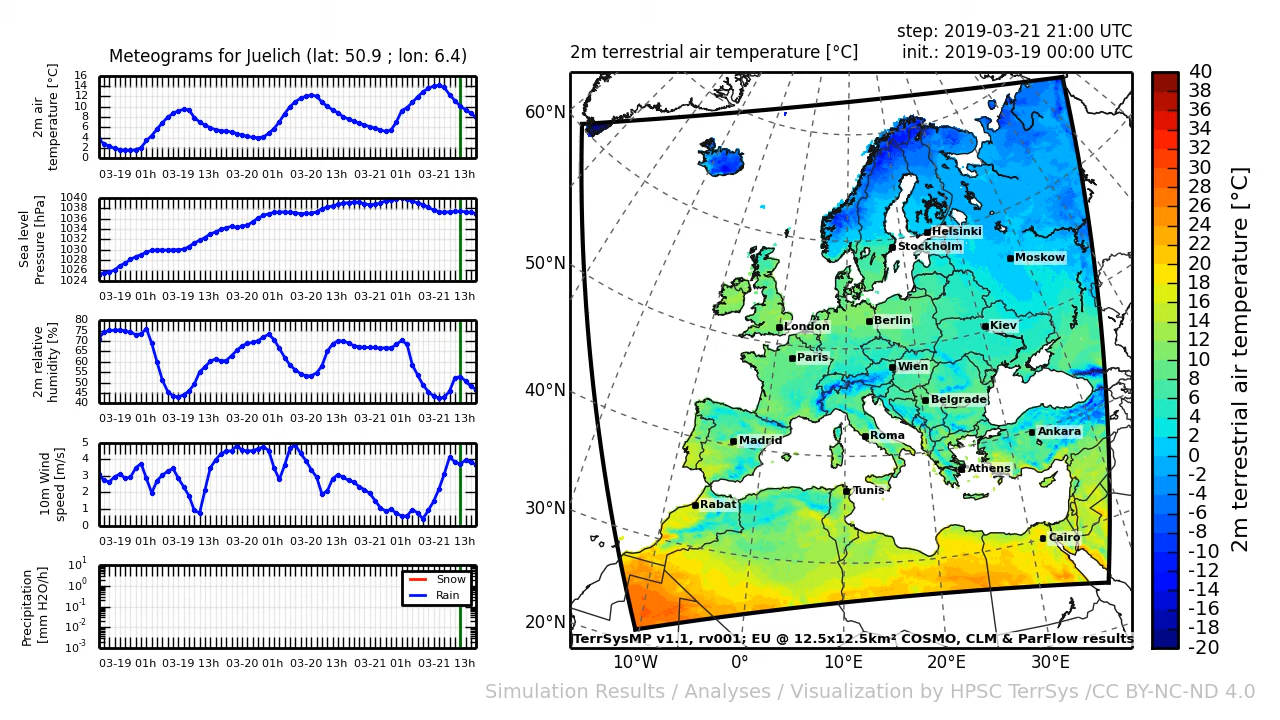 Meteograms for Juelich (lat: 50.9 ; lon: 6.4)
2m air
temperature [°C]
16
14
12
10
8
6
4
2
0
03-19 01h 03-19 13h 03-20 01h 03-20 13h 03-21 01h 03-21 13h
Sea level
Pressure [hPa]
1040
1038
1036
1034
1032
1030
1028
1026
1024
03-19 01h 03-19 13h 03-20 01h 03-20 13h 03-21 01h 03-21 13h
2m relative
humidity [%]
80
75
70
65
60
55
50
45
40
03-19 01h 03-19 13h 03-20 01h 03-20 13h 03-21 01h 03-21 13h
10m Wind
speed [m/s]
5
4
3
2
1
0
03-19 01h 03-19 13h 03-20 01h 03-20 13h 03-21 01h 03-21 13h
Precipitation
[mm H2O/h]
10¹
10⁰
10⁻¹
10⁻²
10⁻³
Snow
Rain
03-19 01h 03-19 13h 03-20 01h 03-20 13h 03-21 01h 03-21 13h
step: 2019-03-21 21:00 UTC
2m terrestrial air temperature [°C] init.: 2019-03-19 00:00 UTC
60°N
50°N
40°N
30°N
20°N
Helsinki
Stockholm
Moskow
London
Berlin
Kiev
Paris
Wien
Belgrade
Madrid
Roma
Ankara
Athens
Tunis
Rabat
Cairo
TerrSysMP v1.1, rv001; EU @ 12.5x12.5km² COSMO, CLM & ParFlow results
10°W 0° 10°E 20°E 30°E
40
38
36
34
32
30
28
26
24
22
20
18
16
14
12
10
8
6
4
2
0
-2
-4
-6
-8
-10
-12
-14
-16
-18
-20
2m terrestrial air temperature [°C]
Simulation Results / Analyses / Visualization by HPSC TerrSys /CC BY-NC-ND 4.0